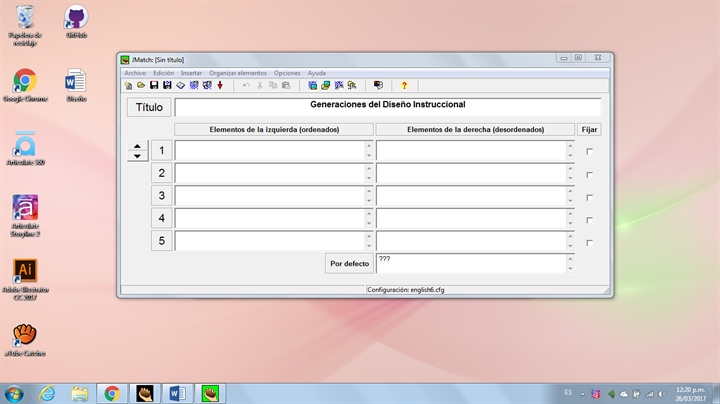 Papelera de
reciclaje
GitHub
Google Chrome
Diseño
Articulate 360
Articulate
Storyline 2
Adobe Illustrator
CC 2017
aTube Catcher
JMatch: [Sin título]
Archivo Edición Insertar Organizar elementos Opciones Ayuda
Título
Generaciones del Diseño Instruccional
Elementos de la izquierda (ordenados) Elementos de la derecha (desordenados) Fijar
1
2
3
4
5
Por defecto ???
Configuración: english6.cfg
ES
12:20 p.m.
26/03/2017